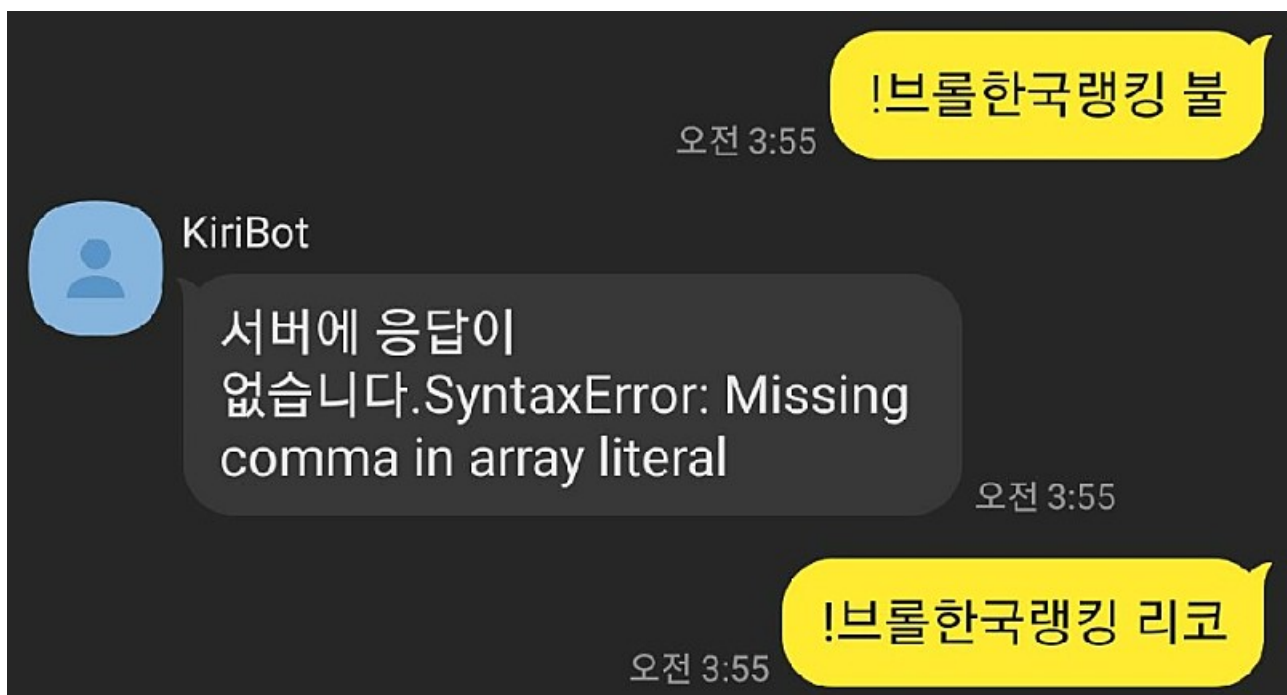 !브롤한국랭킹 불
오전 3:55
KiriBot
서버에 응답이
없습니다.SyntaxError: Missing
comma in array literal
오전 3:55
!브롤한국랭킹 리코
오전 3:55